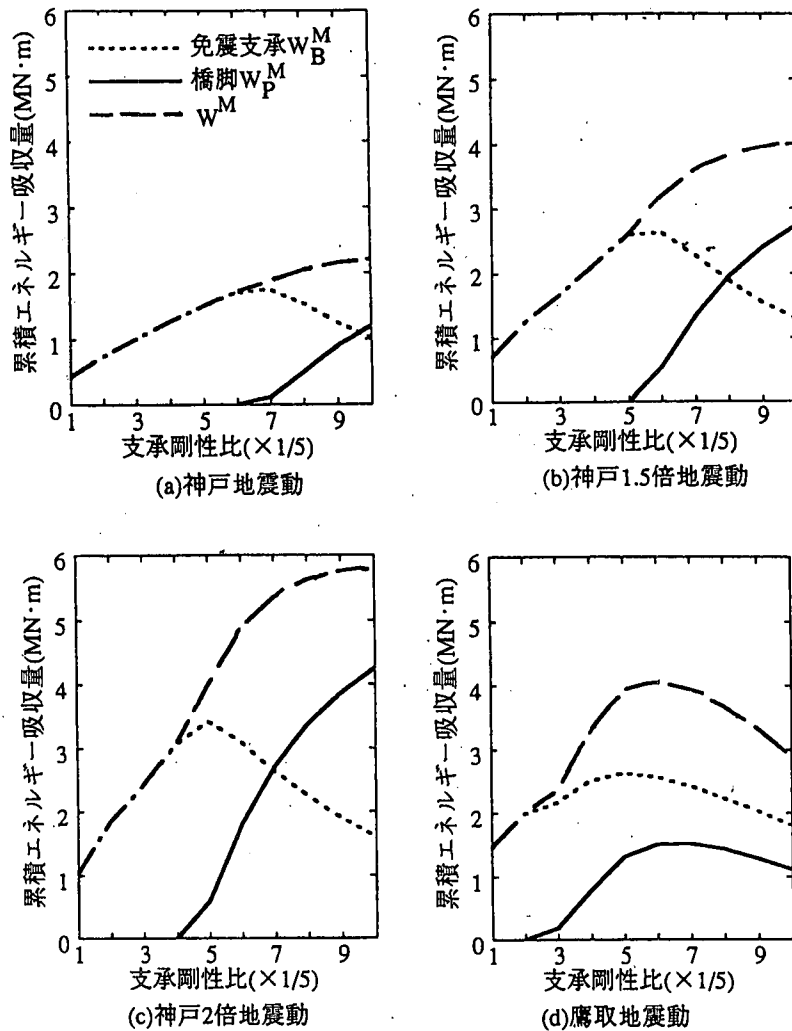 累積エネルギー吸収量(MN・m)
6
5
4
3
2
1
0
免震支承W_B^M
橋脚W_P^M
W^M
1 3 5 7 9
支承剛性比(×1/5)
(a)神戸地震動
累積エネルギー吸収量(MN・m)
6
5
4
3
2
1
0
1 3 5 7 9
支承剛性比(×1/5)
(b)神戸1.5倍地震動
累積エネルギー吸収量(MN・m)
6
5
4
3
2
1
0
1 3 5 7 9
支承剛性比(×1/5)
(c)神戸2倍地震動
累積エネルギー吸収量(MN・m)
6
5
4
3
2
1
0
1 3 5 7 9
支承剛性比(×1/5)
(d)鷹取地震動